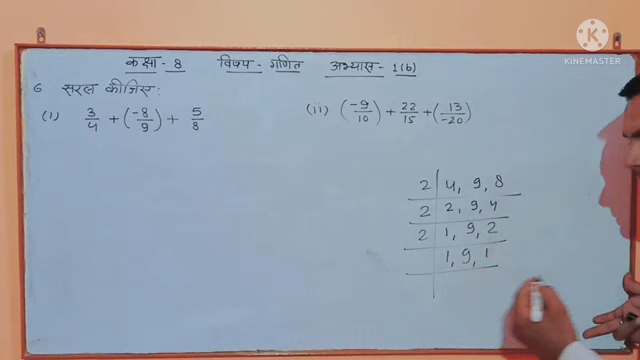 KINEMASTER
कक्षा - 8 विषय - गणित अभ्यास - 1(b)
6 सरल कीजिए:
(i) 3/4 + (-8/9) + 5/8
(ii) (-9/10) + 22/15 + (13/-20)
2 | 4, 9, 8
2 | 2, 9, 4
2 | 1, 9, 2
| 1, 9, 1